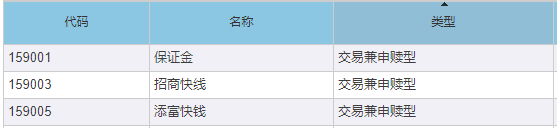 代码 名称 类型
159001 保证金 交易兼申赎型
159003 招商快线 交易兼申赎型
159005 添富快钱 交易兼申赎型